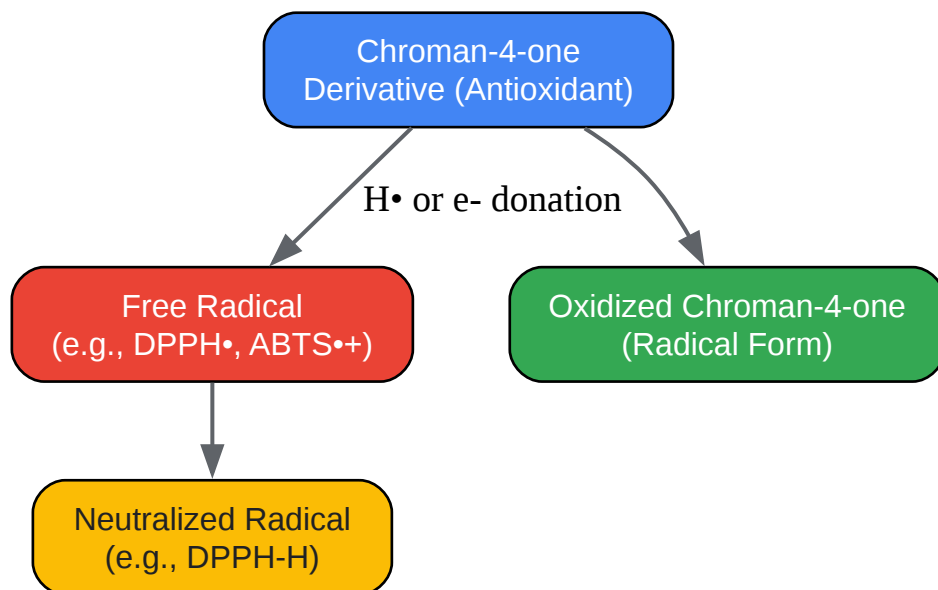 Chroman-4-one
Derivative (Antioxidant)
H• or e- donation
Free Radical
(e.g., DPPH•, ABTS•+)
Oxidized Chroman-4-one
(Radical Form)
Neutralized Radical
(e.g., DPPH-H)